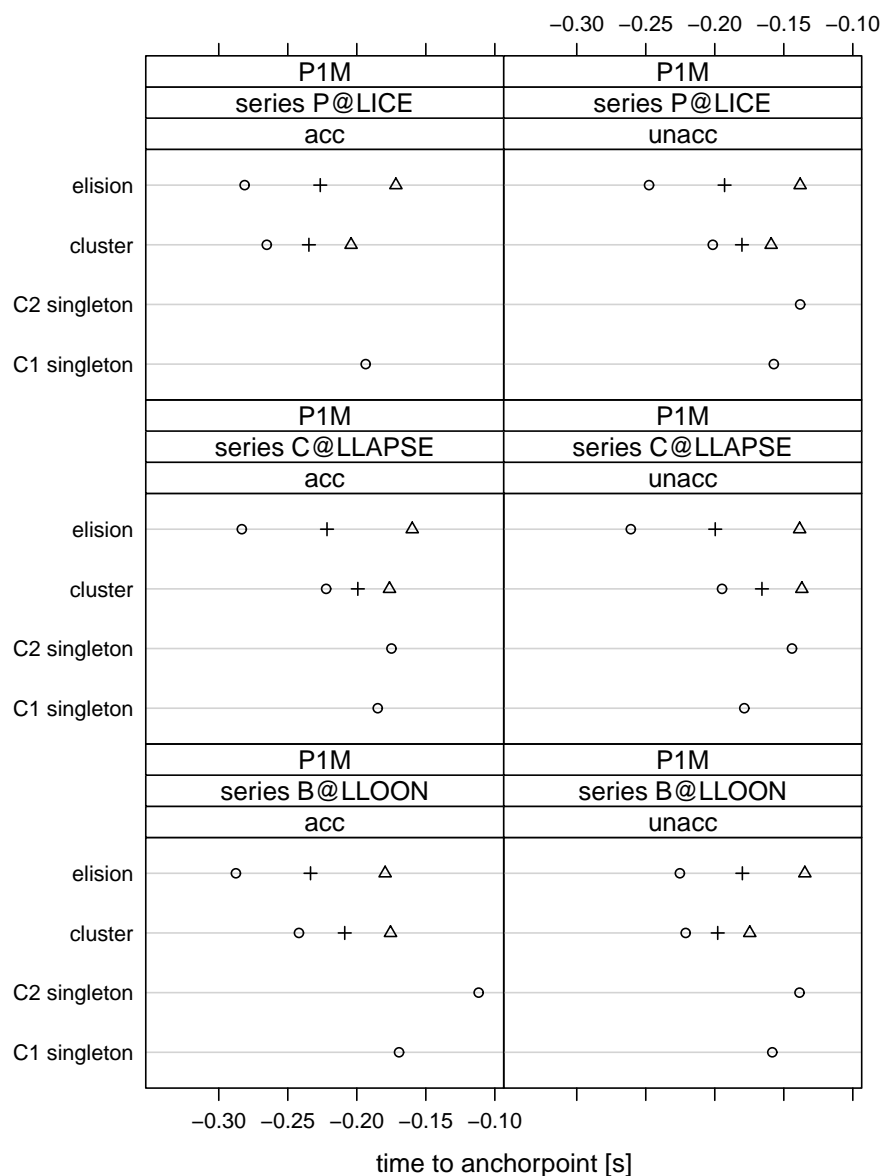 −0.30 −0.25 −0.20 −0.15 −0.10
P1M P1M
series P@LICE series P@LICE
acc unacc
elision
cluster
C2 singleton
C1 singleton
P1M P1M
series C@LLAPSE series C@LLAPSE
acc unacc
elision
cluster
C2 singleton
C1 singleton
P1M P1M
series B@LLOON series B@LLOON
acc unacc
elision
cluster
C2 singleton
C1 singleton
−0.30 −0.25 −0.20 −0.15 −0.10
time to anchorpoint [s]